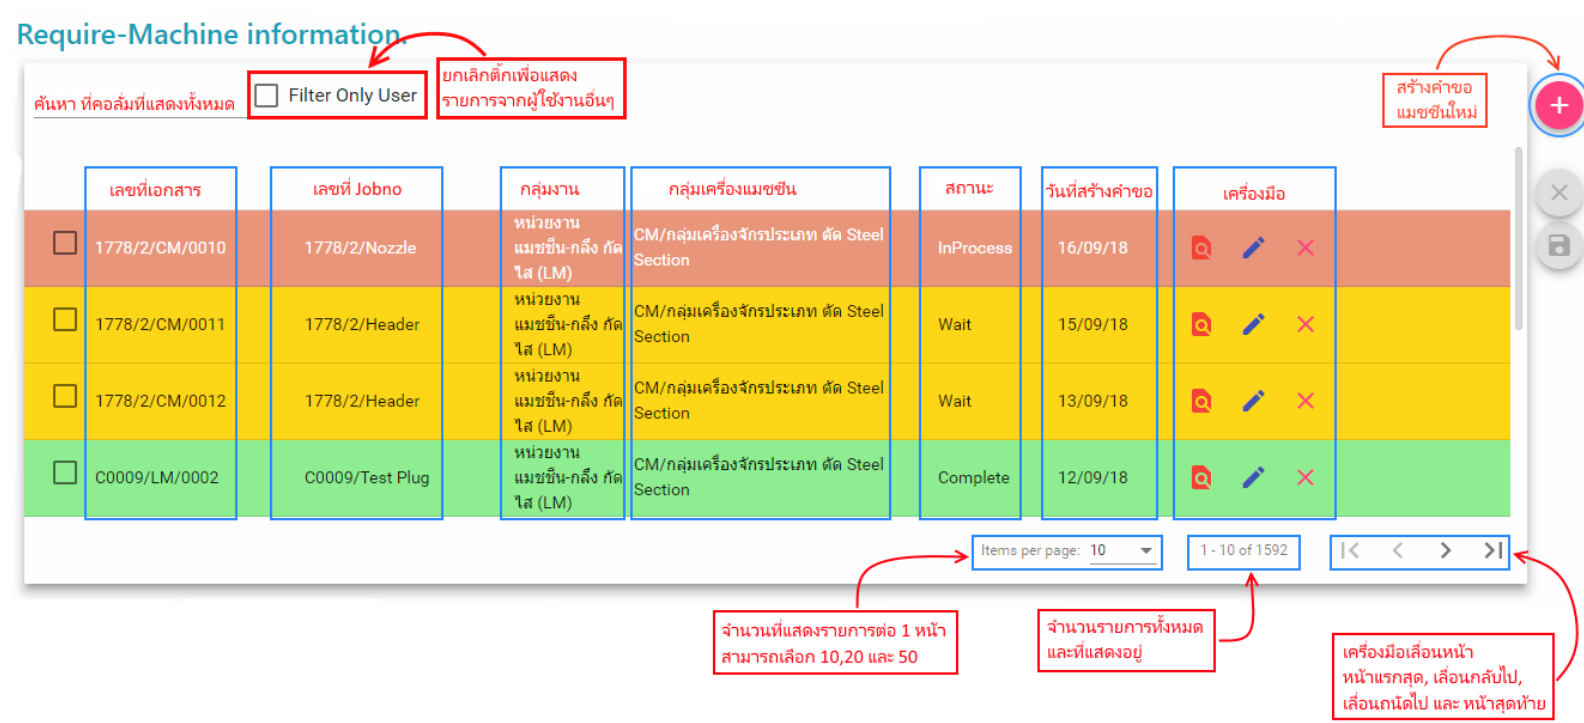 Require-Machine information.
ค้นหา ที่คอลั่มที่แสดงทั้งหมด
Filter Only User
ยกเลิกติ้กเพื่อแสดง
รายการจากผู้ใช้งานอื่นๆ
สร้างคำขอ
แมชชีนใหม่
เลขที่เอกสาร
เลขที่ Jobno
กลุ่มงาน
กลุ่มเครื่องแมชชีน
สถานะ
วันที่สร้างคำขอ
เครื่องมือ
1778/2/CM/0010
1778/2/Nozzle
หน่วยงาน
แมชชีน-กลึง กัด
ไส (LM)
CM/กลุ่มเครื่องจักรประเภท ตัด Steel
Section
InProcess
16/09/18
1778/2/CM/0011
1778/2/Header
หน่วยงาน
แมชชีน-กลึง กัด
ไส (LM)
CM/กลุ่มเครื่องจักรประเภท ตัด Steel
Section
Wait
15/09/18
1778/2/CM/0012
1778/2/Header
หน่วยงาน
แมชชีน-กลึง กัด
ไส (LM)
CM/กลุ่มเครื่องจักรประเภท ตัด Steel
Section
Wait
13/09/18
C0009/LM/0002
C0009/Test Plug
หน่วยงาน
แมชชีน-กลึง กัด
ไส (LM)
CM/กลุ่มเครื่องจักรประเภท ตัด Steel
Section
Complete
12/09/18
Items per page: 10
1 - 10 of 1592
จำนวนที่แสดงรายการต่อ 1 หน้า
สามารถเลือก 10,20 และ 50
จำนวนรายการทั้งหมด
และที่แสดงอยู่
เครื่องมือเลื่อนหน้า
หน้าแรกสุด, เลื่อนกลับไป,
เลื่อนถนัดไป และ หน้าสุดท้าย